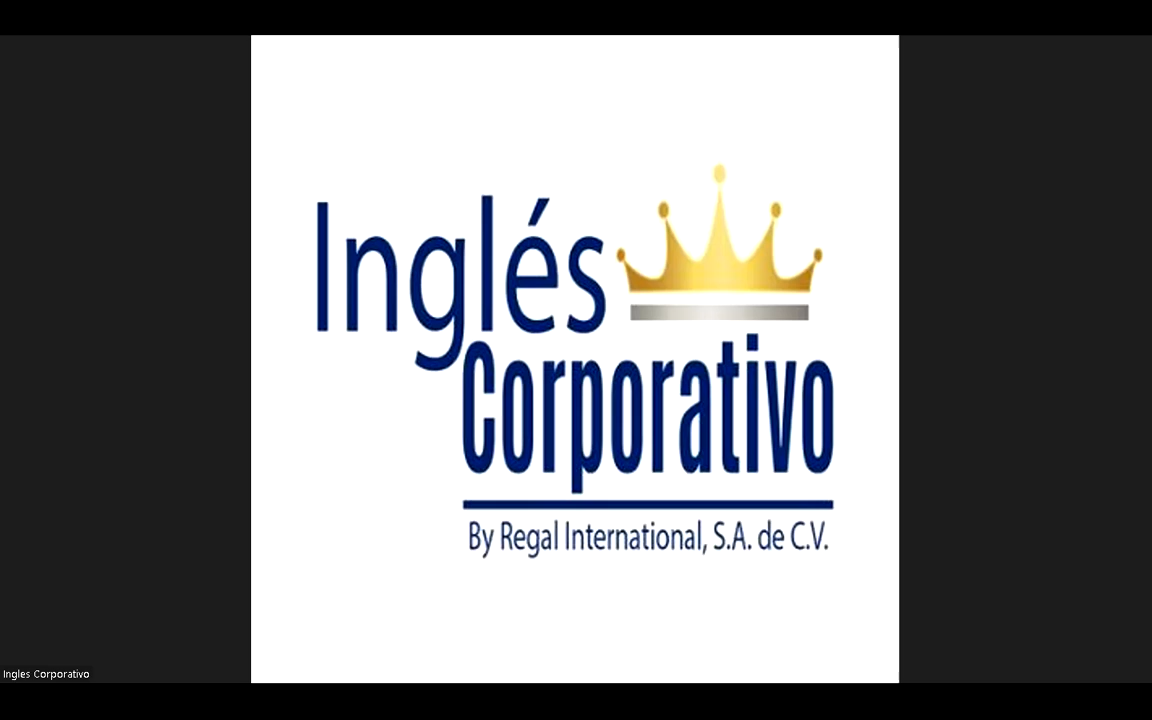 Inglés
Corporativo
By Regal International, S.A. de C.V.
Ingles Corporativo